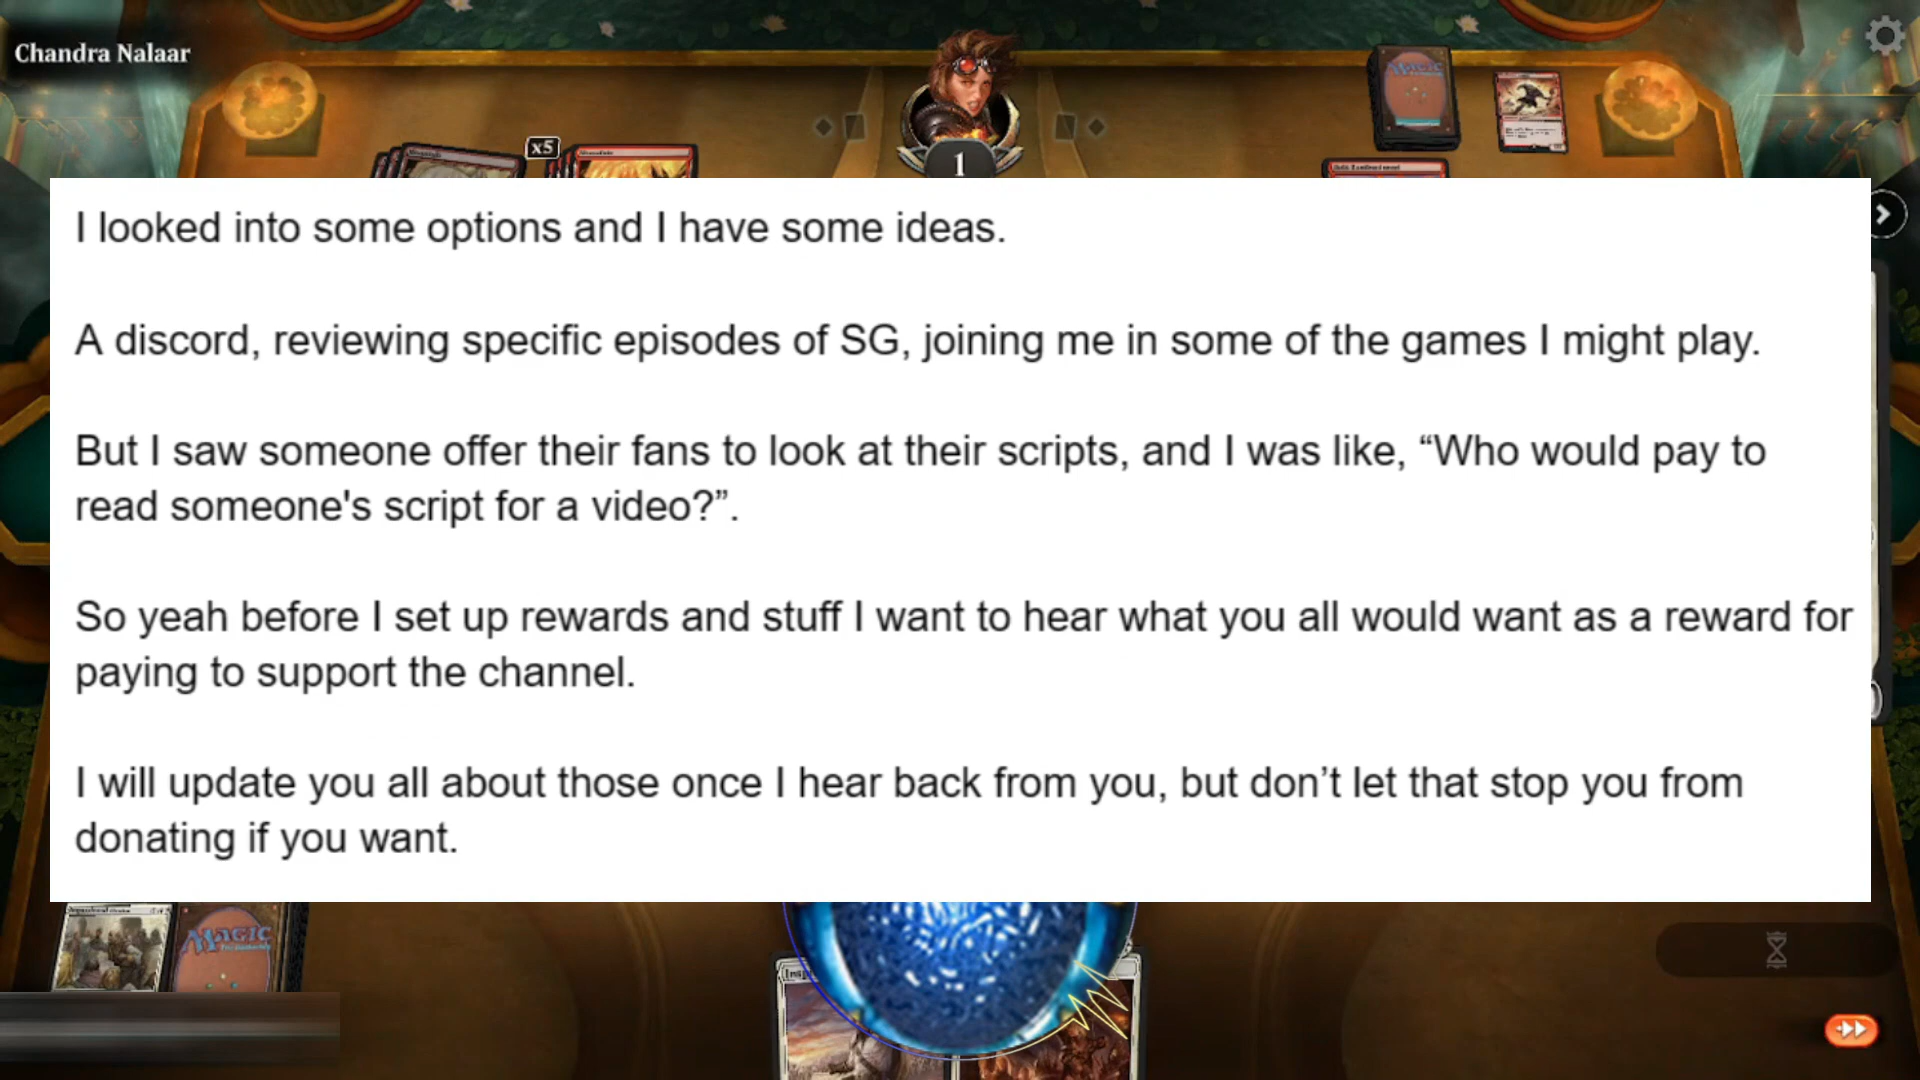 Chandra Nalaar
MAGIC
x5
1
I looked into some options and I have some ideas.
A discord, reviewing specific episodes of SG, joining me in some of the games I might play.
But I saw someone offer their fans to look at their scripts, and I was like, “Who would pay to
read someone's script for a video?”.
So yeah before I set up rewards and stuff I want to hear what you all would want as a reward for
paying to support the channel.
I will update you all about those once I hear back from you, but don’t let that stop you from
donating if you want.
MAGIC